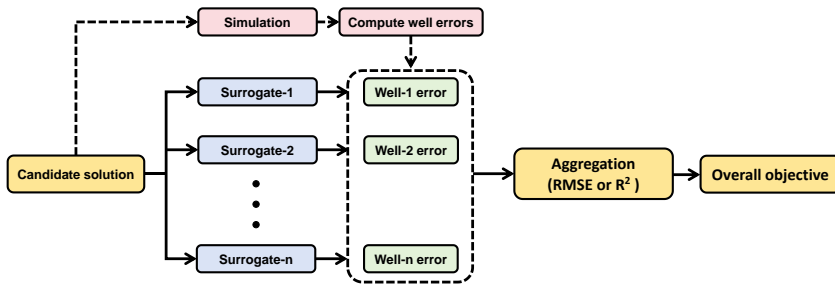 Simulation
Compute well errors
Surrogate-1
Well-1 error
Surrogate-2
Well-2 error
Candidate solution
Aggregation
(RMSE or R² )
Overall objective
Surrogate-n
Well-n error